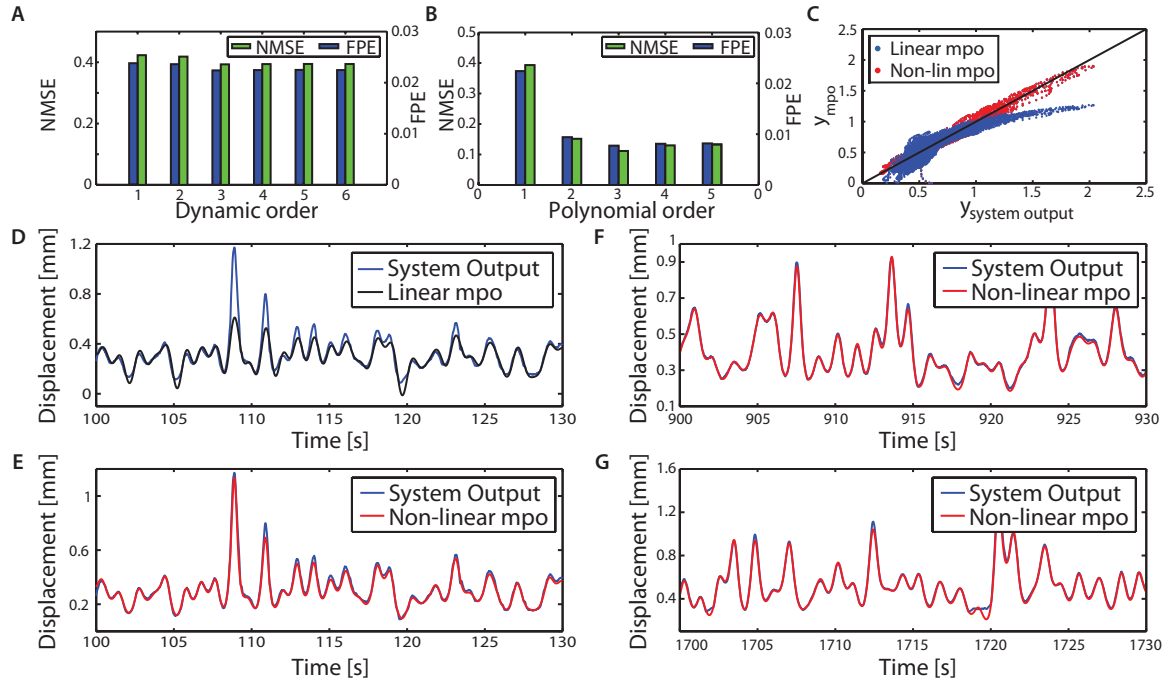 A
NMSE FPE
0.4
0.2
0
NMSE
0.03
0.02
0.01
0
FPE
1 2 3 4 5 6
Dynamic order
B
NMSE FPE
0.5
0.4
0.3
0.2
0.1
0
NMSE
0.03
0.02
0.01
0
FPE
0 1 2 3 4 5
Polynomial order
C
Linear mpo
Non-lin mpo
2.5
2
1.5
1
0.5
0
y mpo
0 0.5 1 1.5 2 2.5
y system output
D
System Output
Linear mpo
1.2
0.8
0.4
0
Displacement [mm]
100 105 110 115 120 125 130
Time [s]
F
System Output
Non-linear mpo
1
0.9
0.7
0.5
0.3
0.1
Displacement [mm]
900 905 910 915 920 925 930
Time [s]
E
System Output
Non-linear mpo
1
0.6
0.2
Displacement [mm]
100 105 110 115 120 125 130
Time [s]
G
System Output
Non-linear mpo
1.6
1.2
0.8
0.4
Displacement [mm]
1700 1705 1710 1715 1720 1725 1730
Time [s]